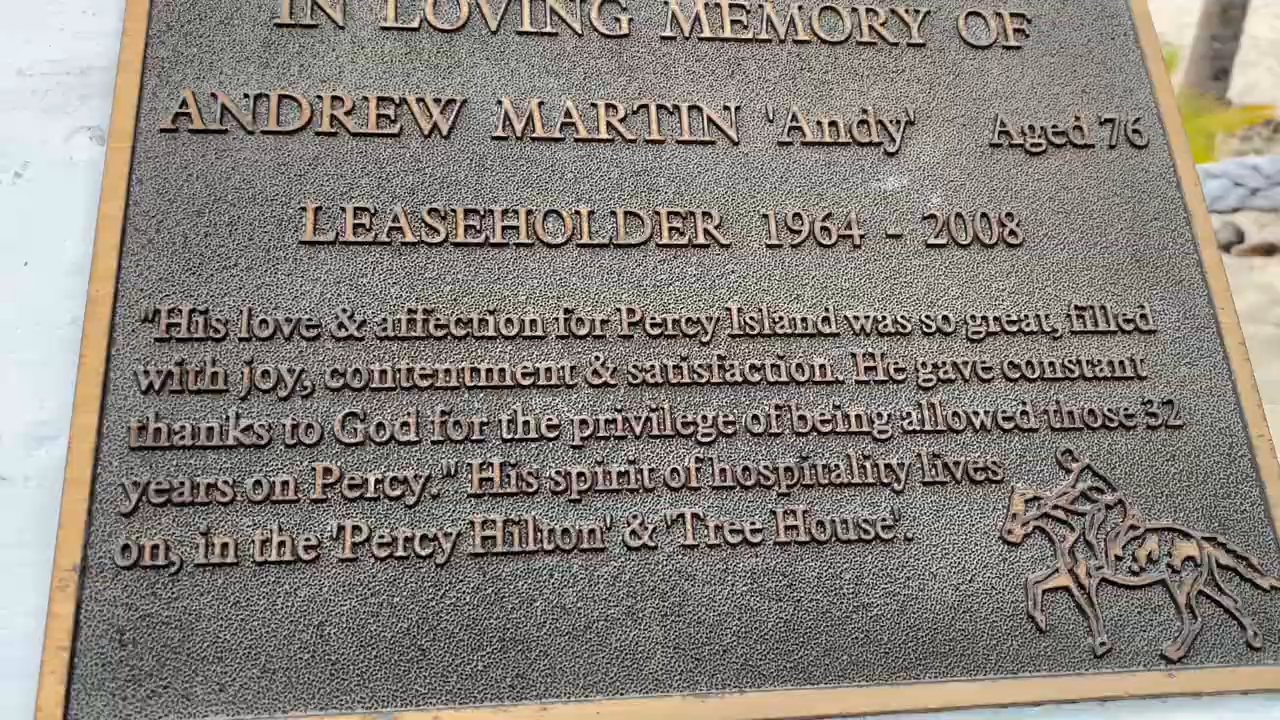 IN LOVING MEMORY OF
ANDREW MARTIN 'Andy' Aged 76
LEASEHOLDER 1964 - 2008
"His love & affection for Percy Island was so great, filled
with joy, contentment & satisfaction. He gave constant
thanks to God for the privilege of being allowed those 32
years on Percy." His spirit of hospitality lives
on, in the 'Percy Hilton' & 'Tree House'.